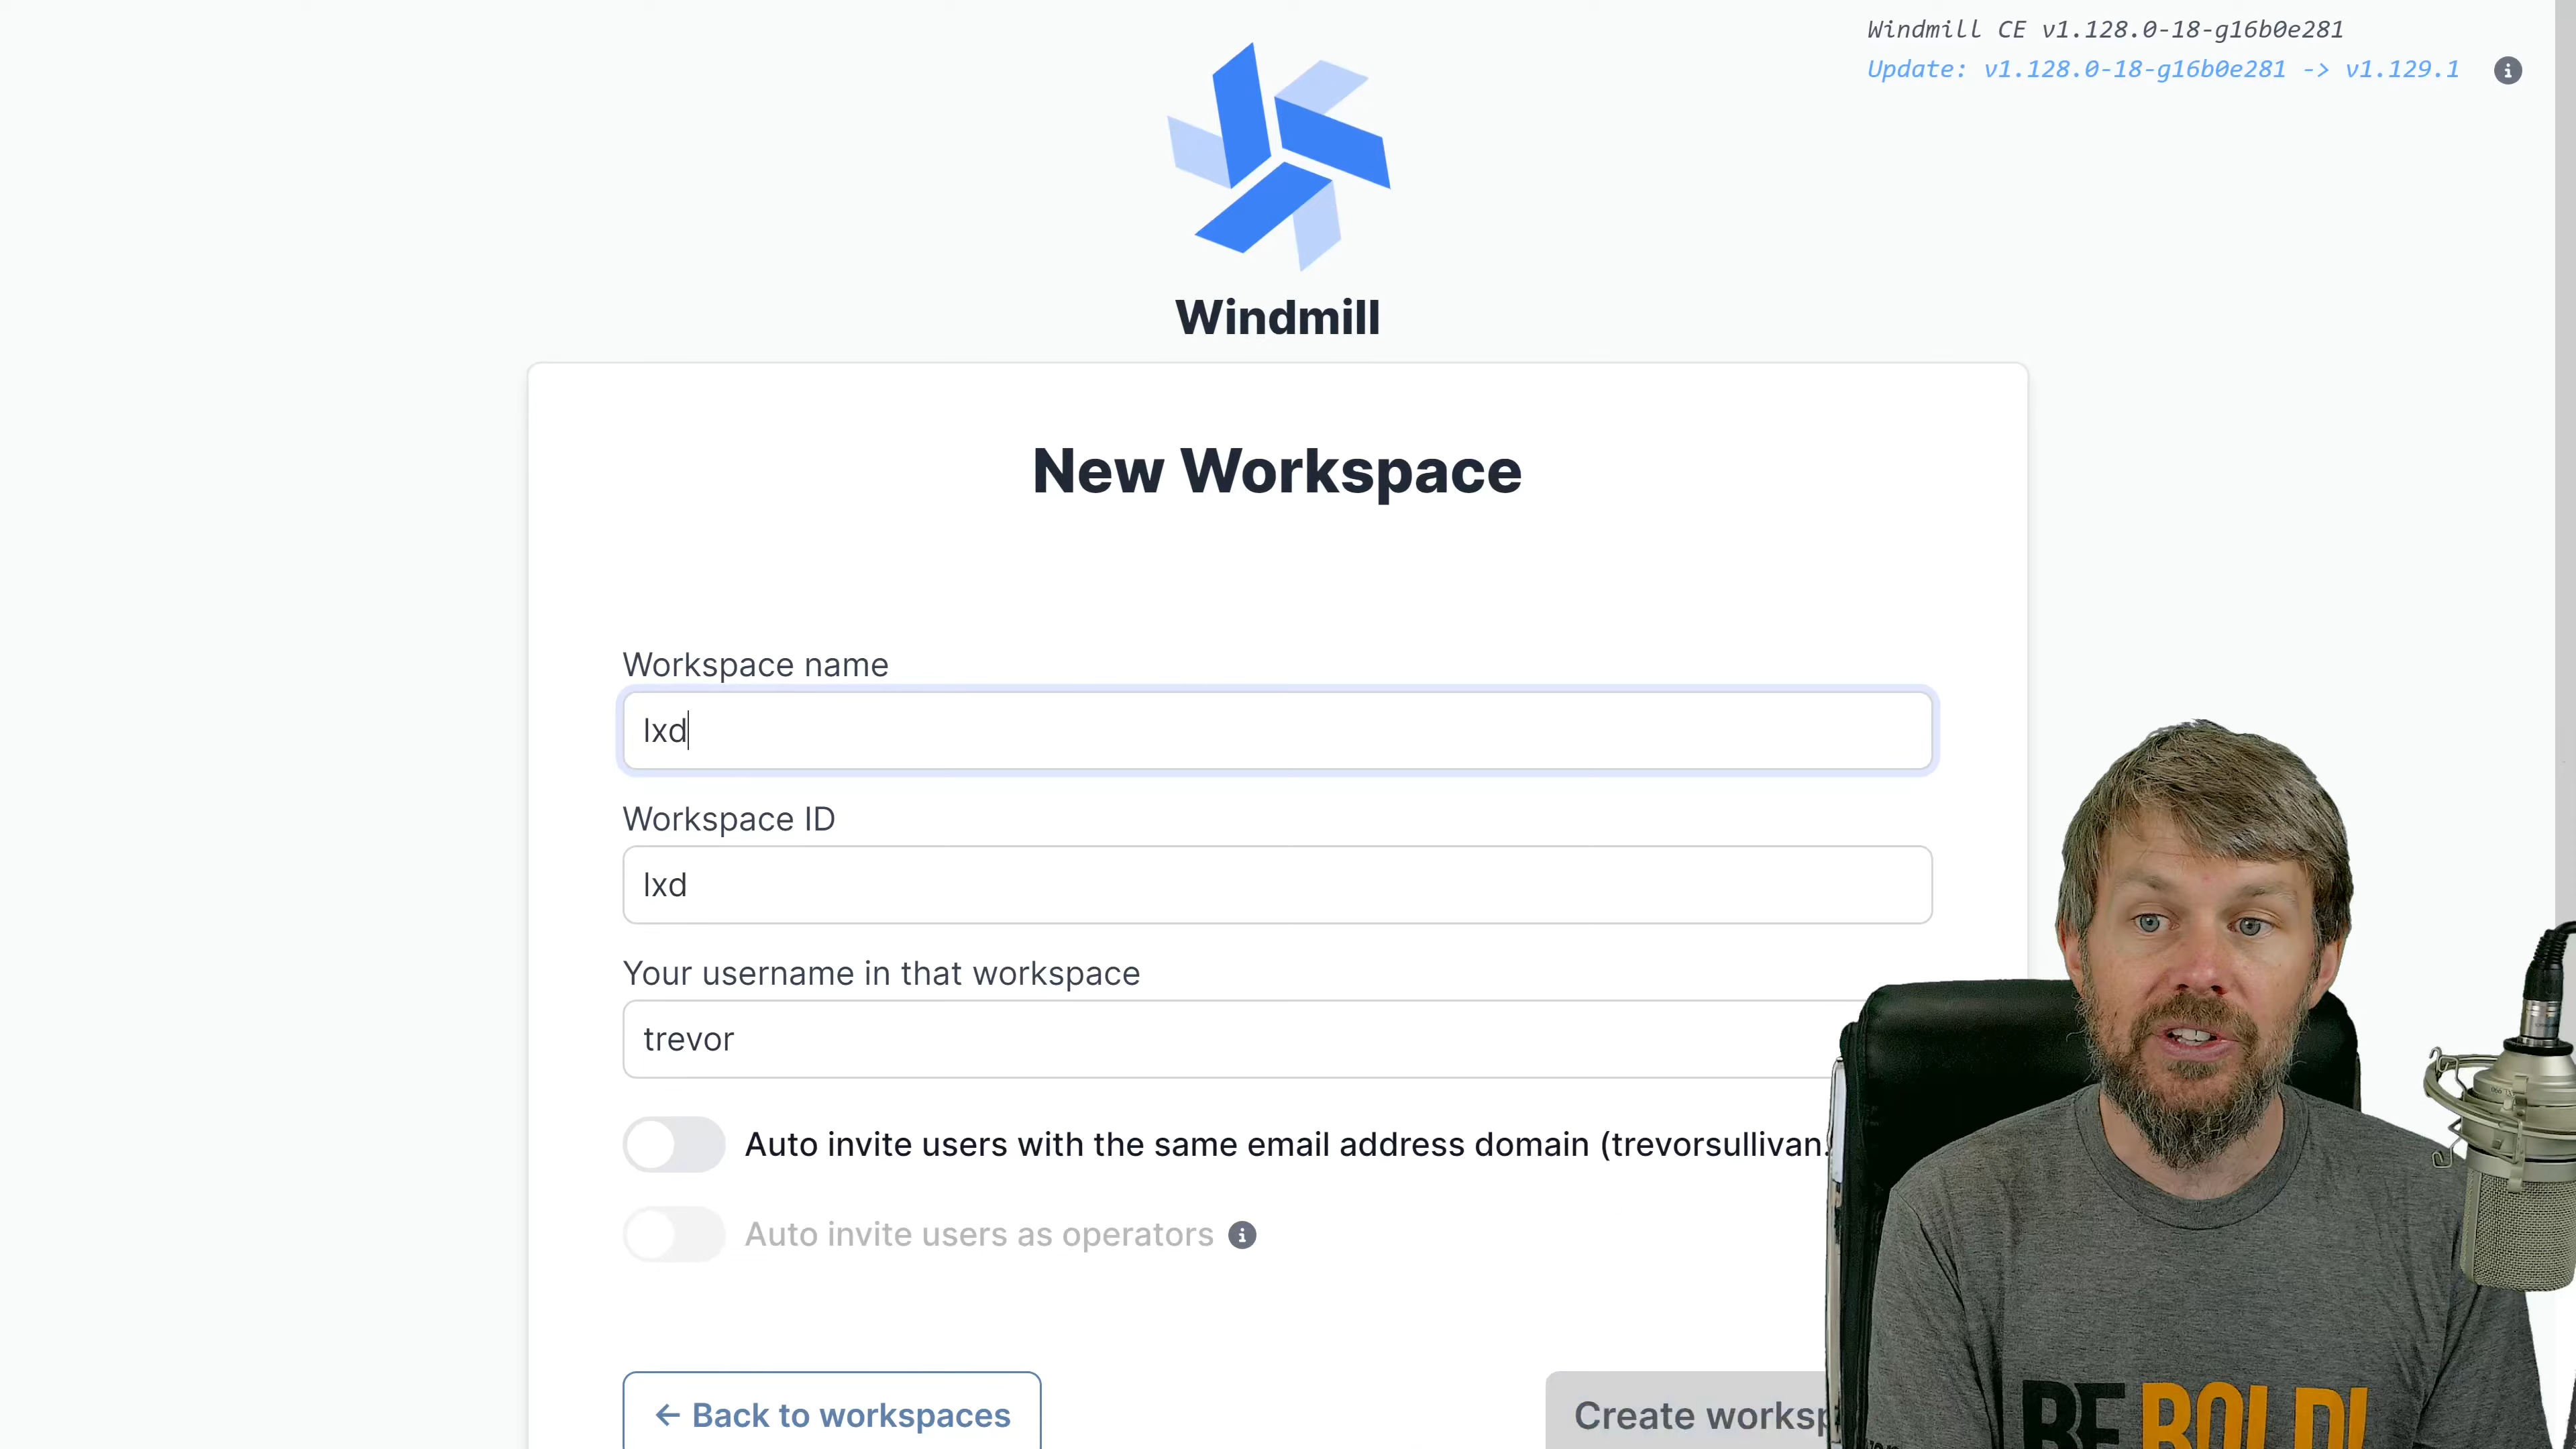 Windmill CE v1.128.0-18-g16b0e281
Update: v1.128.0-18-g16b0e281 -> v1.129.1
Windmill
New Workspace
Workspace name
lxd
Workspace ID
lxd
Your username in that workspace
trevor
Auto invite users with the same email address domain (trevorsullivan.
Auto invite users as operators
← Back to workspaces
Create worksp
BE BOLD!